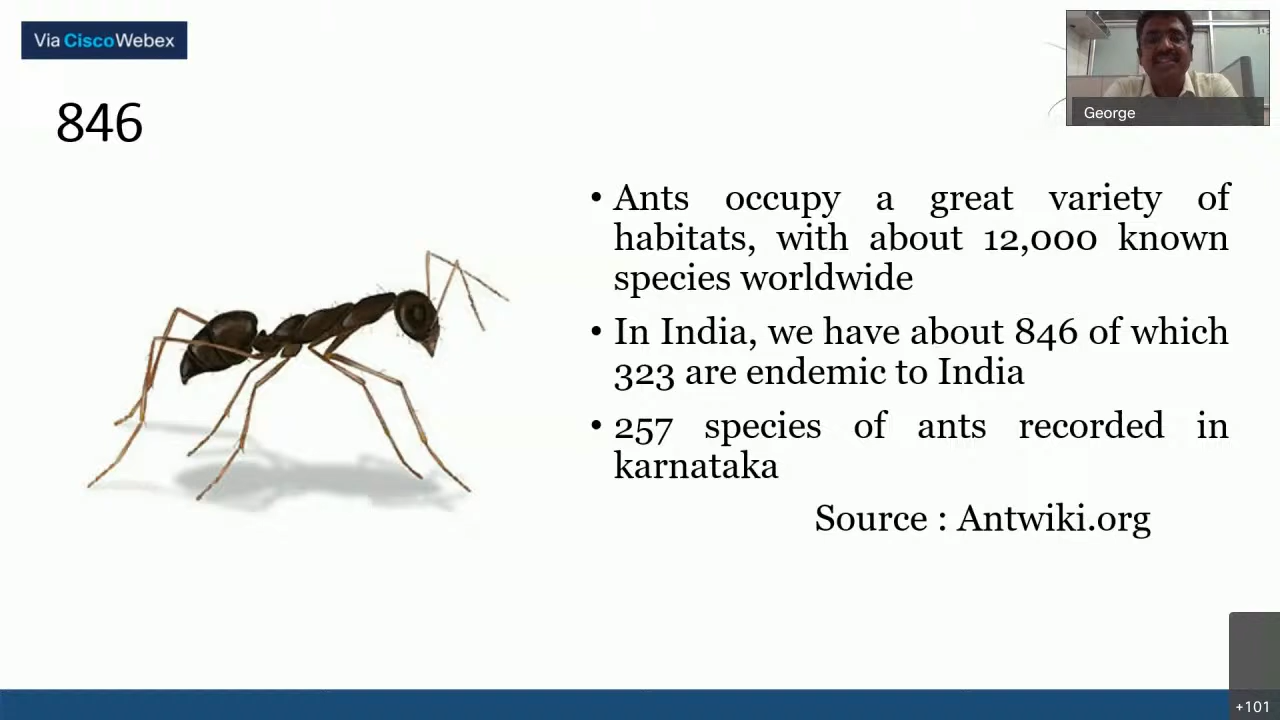 Via CiscoWebex
George
846
• Ants occupy a great variety of
habitats, with about 12,000 known
species worldwide
• In India, we have about 846 of which
323 are endemic to India
• 257 species of ants recorded in
karnataka
Source : Antwiki.org
+101